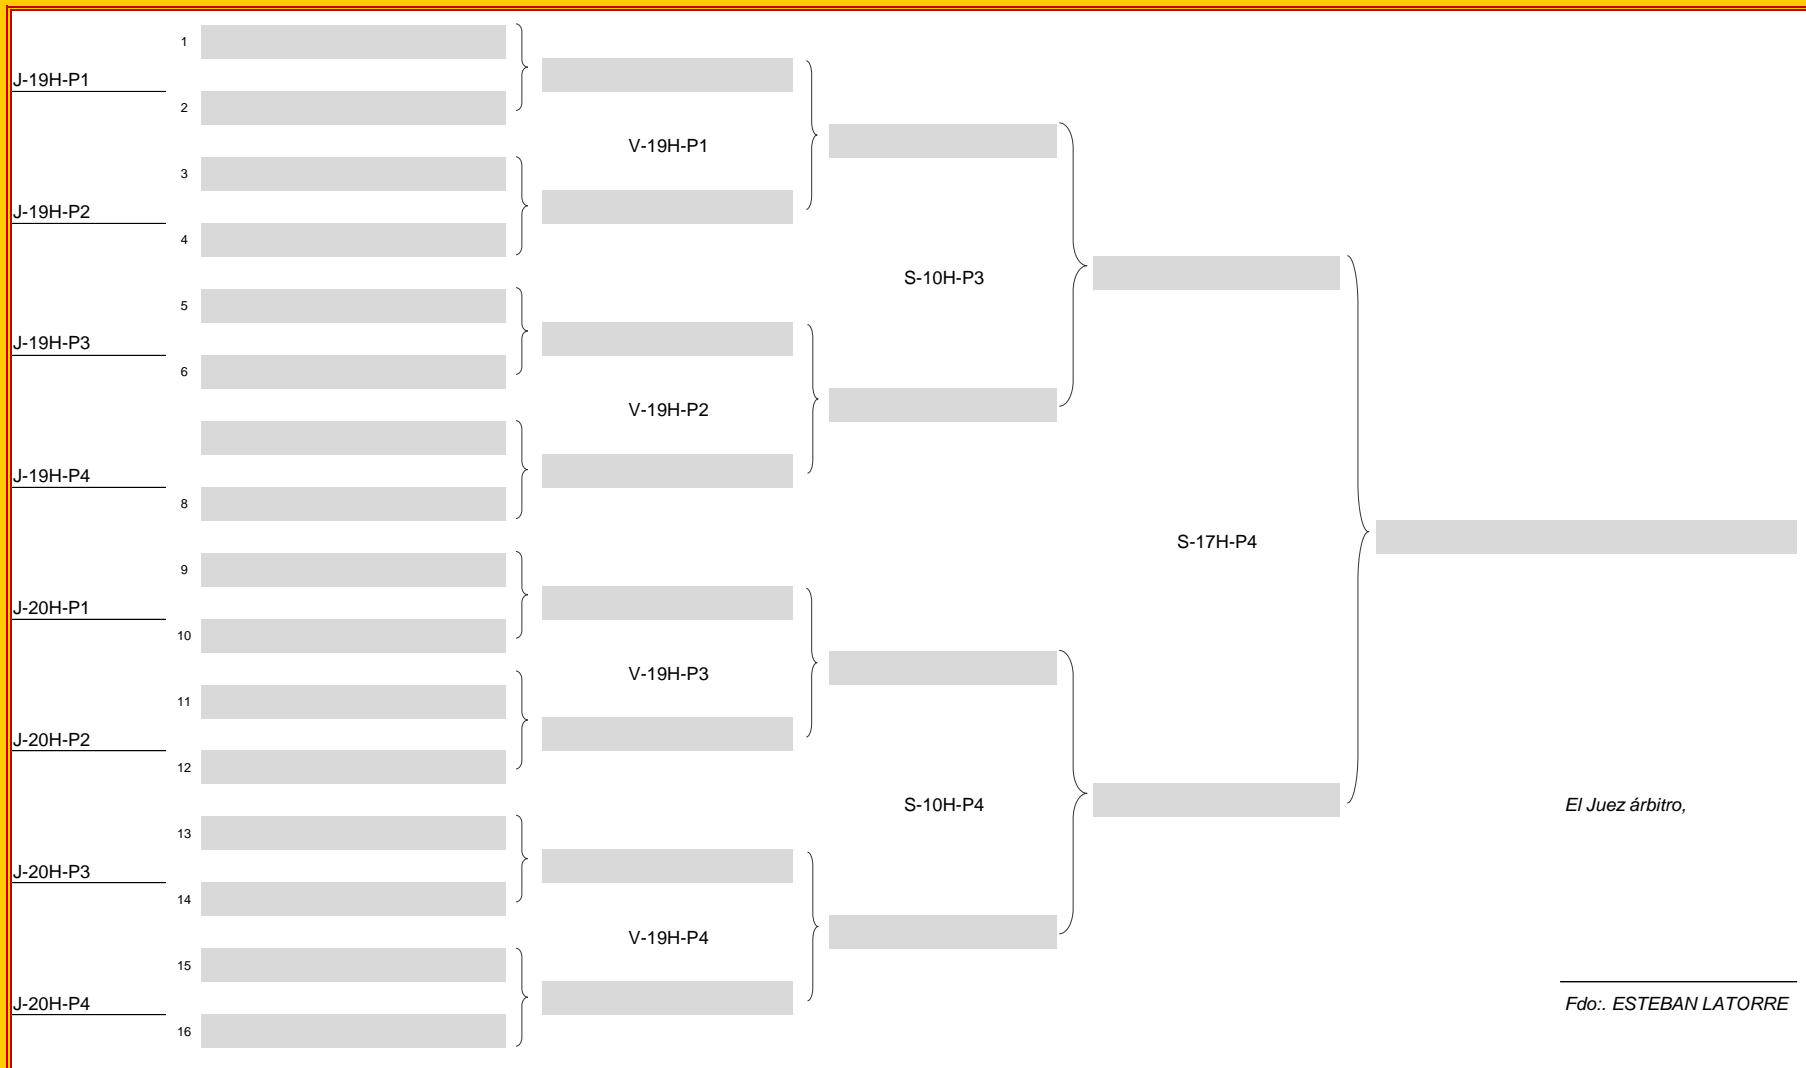 1
J-19H-P1
2
V-19H-P1
3
J-19H-P2
4
S-10H-P3
5
J-19H-P3
6
V-19H-P2
J-19H-P4
8
S-17H-P4
9
J-20H-P1
10
V-19H-P3
11
J-20H-P2
12
S-10H-P4
El Juez árbitro,
13
J-20H-P3
14
V-19H-P4
15
J-20H-P4
Fdo:. ESTEBAN LATORRE
16